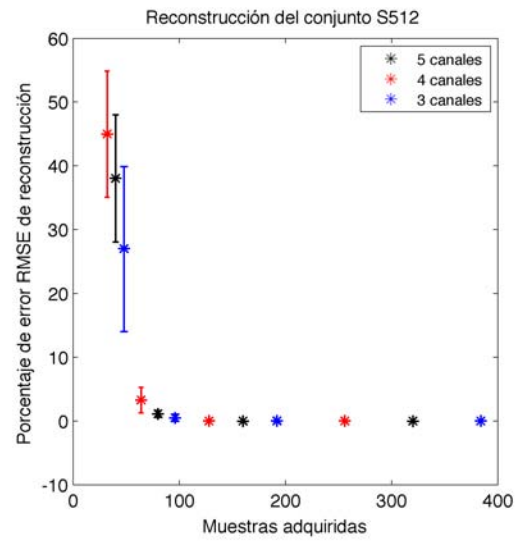 Reconstrucción del conjunto S512
Porcentaje de error RMSE de reconstrucción
60
50
40
30
20
10
0
-10
5 canales
4 canales
3 canales
0 100 200 300 400
Muestras adquiridas